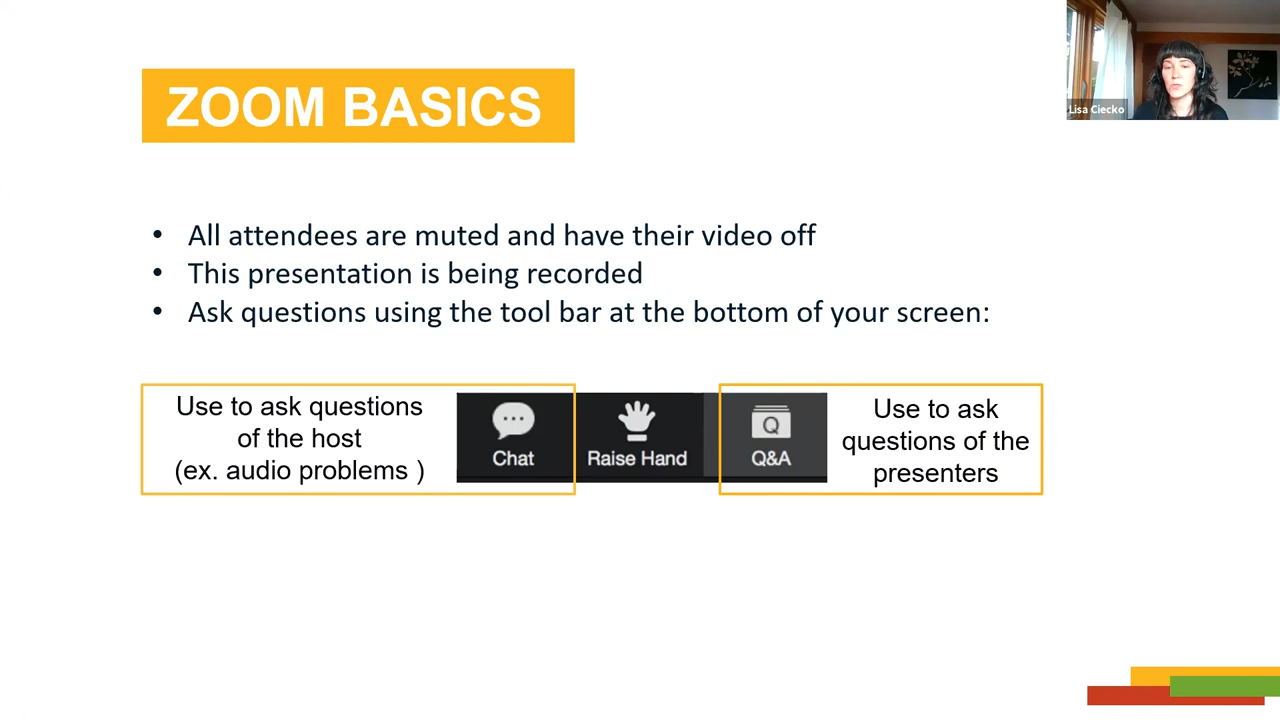 ZOOM BASICS
Lisa Ciecko
• All attendees are muted and have their video off
• This presentation is being recorded
• Ask questions using the tool bar at the bottom of your screen:
Use to ask questions
of the host
(ex. audio problems )
Chat
Raise Hand
Q
Q&A
Use to ask
questions of the
presenters